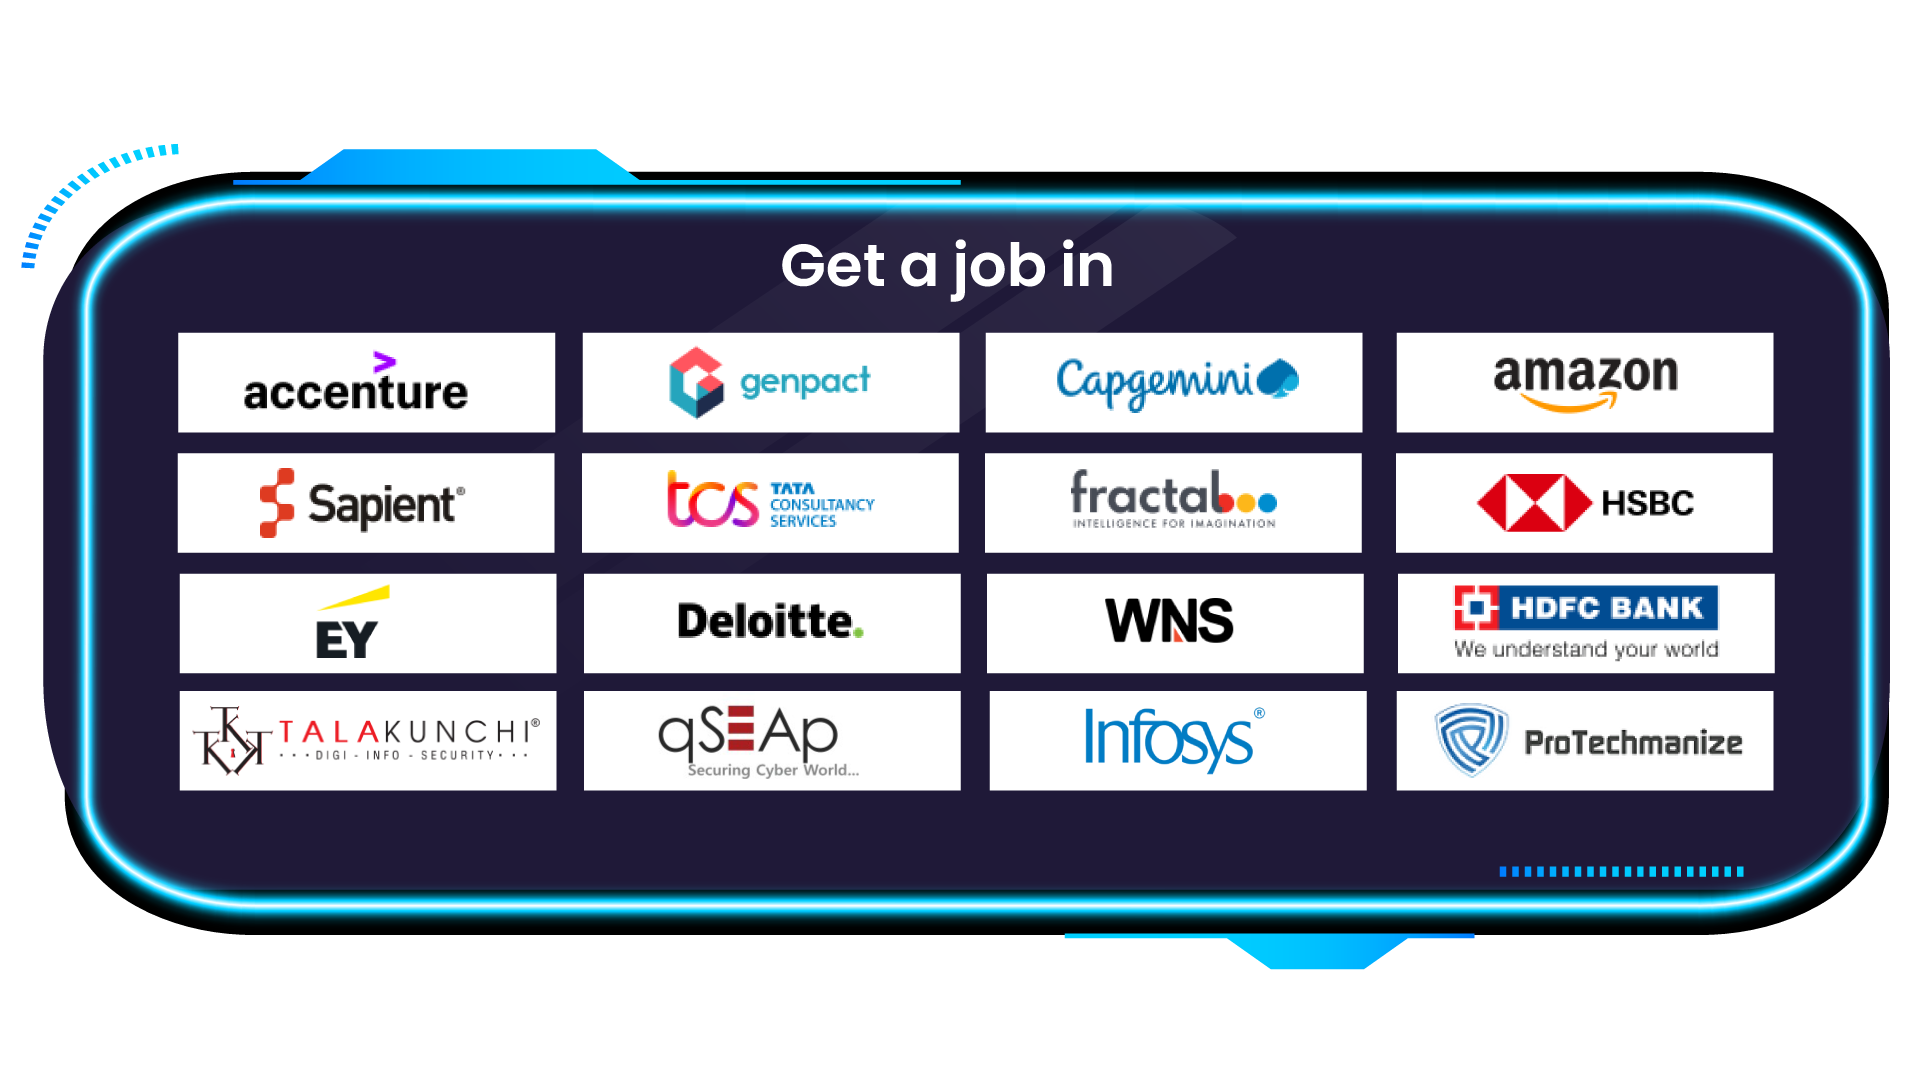 Get a job in
accenture
genpact
Capgemini
amazon
Sapient®
tcs TATA
CONSULTANCY
SERVICES
fractal
INTELLIGENCE FOR IMAGINATION
HSBC
EY
Deloitte.
WNS
HDFC BANK
We understand your world
TKKT TALAKUNCHI®
DIGI - INFO - SECURITY
qSEAp
Securing Cyber World...
Infosys®
ProTechmanize